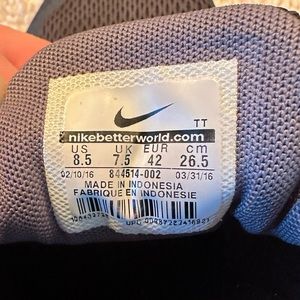 TT
nikebetterworld.com
US UK EUR cm
8.5 7.5 42 26.5
02/10/16 844514-002 03/31/16
MADE IN INDONESIA
FABRIQUÉ EN INDONESIE